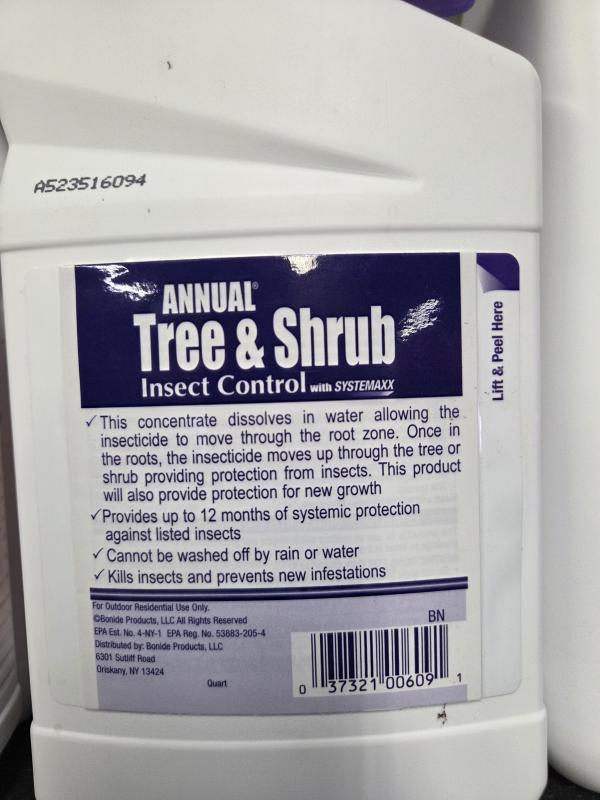 A523516094
ANNUAL®
Tree & Shrub
Insect Control with SYSTEMAXX
Lift & Peel Here
✓This concentrate dissolves in water allowing the
insecticide to move through the root zone. Once in
the roots, the insecticide moves up through the tree or
shrub providing protection from insects. This product
will also provide protection for new growth
✓Provides up to 12 months of systemic protection
against listed insects
✓Cannot be washed off by rain or water
✓Kills insects and prevents new infestations
For Outdoor Residential Use Only.
©Bonide Products, LLC All Rights Reserved
EPA Est. No. 4-NY-1 EPA Reg. No. 53883-205-4
Distributed by: Bonide Products, LLC
6301 Sutliff Road
Oriskany, NY 13424
Quart
BN
0 37321 00609 1